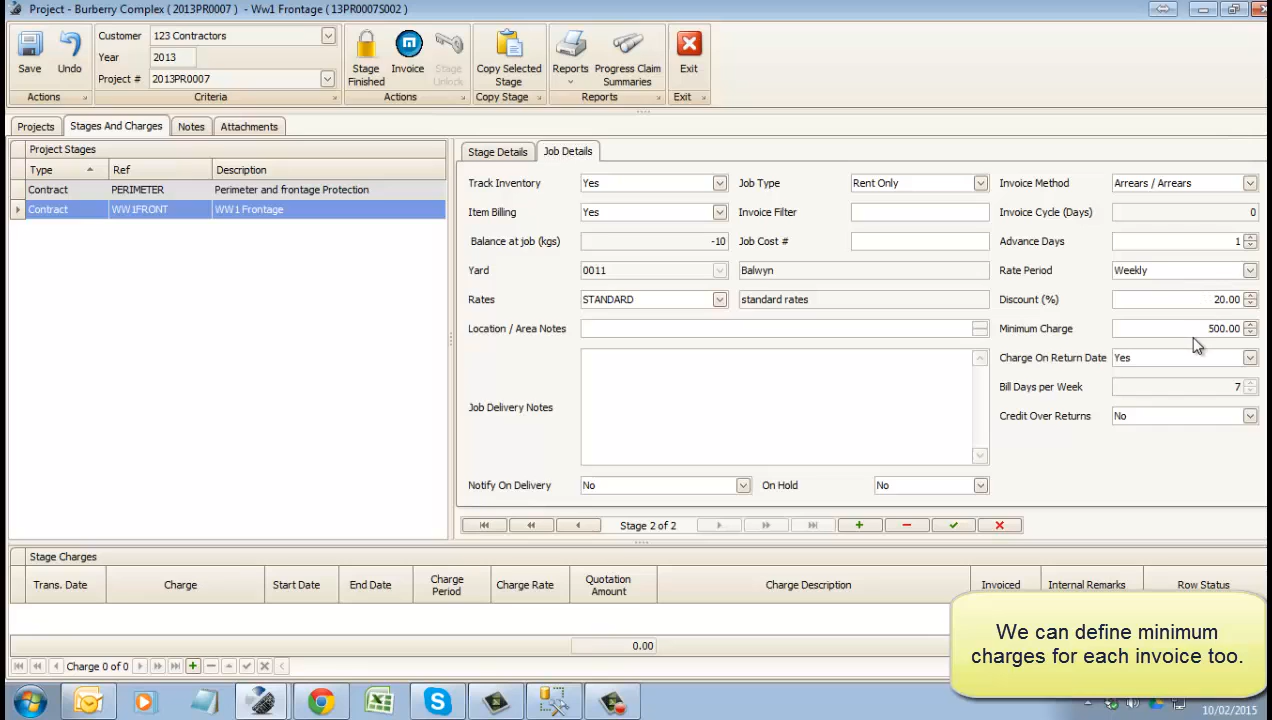 Project - Burberry Complex ( 2013PR0007 ) - Ww1 Frontage ( 13PR0007S002 )
Save
Undo
Actions
Customer 123 Contractors
Year 2013
Project # 2013PR0007
Criteria
Stage Finished
Invoice
Stage Unlock
Actions
Copy Selected Stage
Copy Stage
Reports
Progress Claim Summaries
Reports
Exit
Exit
Projects Stages And Charges Notes Attachments
Project Stages
Type Ref Description
Contract PERIMETER Perimeter and frontage Protection
Contract WW1FRONT WW1 Frontage
Stage Details Job Details
Track Inventory Yes Job Type Rent Only Invoice Method Arrears / Arrears
Item Billing Yes Invoice Filter Invoice Cycle (Days) 0
Balance at job (kgs) -10 Job Cost # Advance Days 1
Yard 0011 Balwyn Rate Period Weekly
Rates STANDARD standard rates Discount (%) 20.00
Location / Area Notes Minimum Charge 500.00
Charge On Return Date Yes
Bill Days per Week 7
Job Delivery Notes Credit Over Returns No
Notify On Delivery No On Hold No
Stage 2 of 2
Stage Charges
Trans. Date Charge Start Date End Date Charge Period Charge Rate Quotation Amount Charge Description Invoiced Internal Remarks Row Status
0.00
Charge 0 of 0
We can define minimum
charges for each invoice too.
10/02/2015